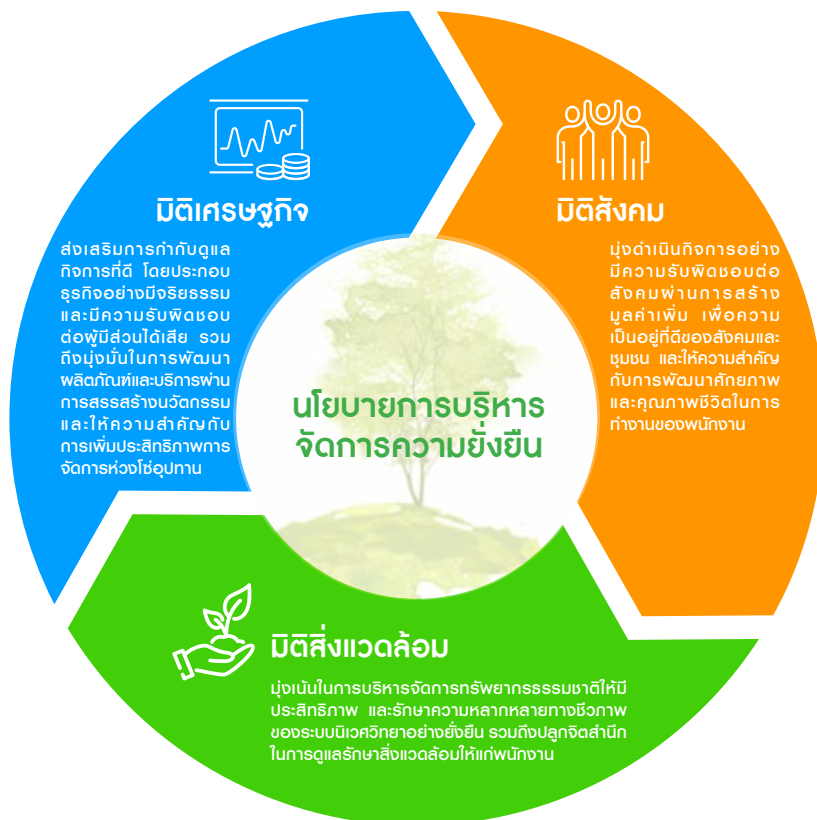 มิติเศรษฐกิจ
ส่งเสริมการกำกับดูแล
กิจการที่ดี โดยประกอบ
ธุรกิจอย่างมีจริยธรรม
และมีความรับผิดชอบ
ต่อผู้มีส่วนได้เสีย รวม
ถึงมุ่งมั่นในการพัฒนา
ผลิตภัณฑ์และบริการผ่าน
การสรรสร้างนวัตกรรม
และให้ความสำคัญกับ
การเพิ่มประสิทธิภาพการ
จัดการห่วงโซ่อุปทาน
มิติสังคม
มุ่งดำเนินกิจการอย่าง
มีความรับผิดชอบต่อ
สังคมผ่านการสร้าง
มูลค่าเพิ่ม เพื่อความ
เป็นอยู่ที่ดีของสังคมและ
ชุมชน และให้ความสำคัญ
กับการพัฒนาศักยภาพ
และคุณภาพชีวิตในการ
ทำงานของพนักงาน
นโยบายการบริหาร
จัดการความยั่งยืน
มิติสิ่งแวดล้อม
มุ่งเน้นในการบริหารจัดการทรัพยากรธรรมชาติให้มี
ประสิทธิภาพ และรักษาความหลากหลายทางชีวภาพ
ของระบบนิเวศวิทยาอย่างยั่งยืน รวมถึงปลูกจิตสำนึก
ในการดูแลรักษาสิ่งแวดล้อมให้แก่พนักงาน